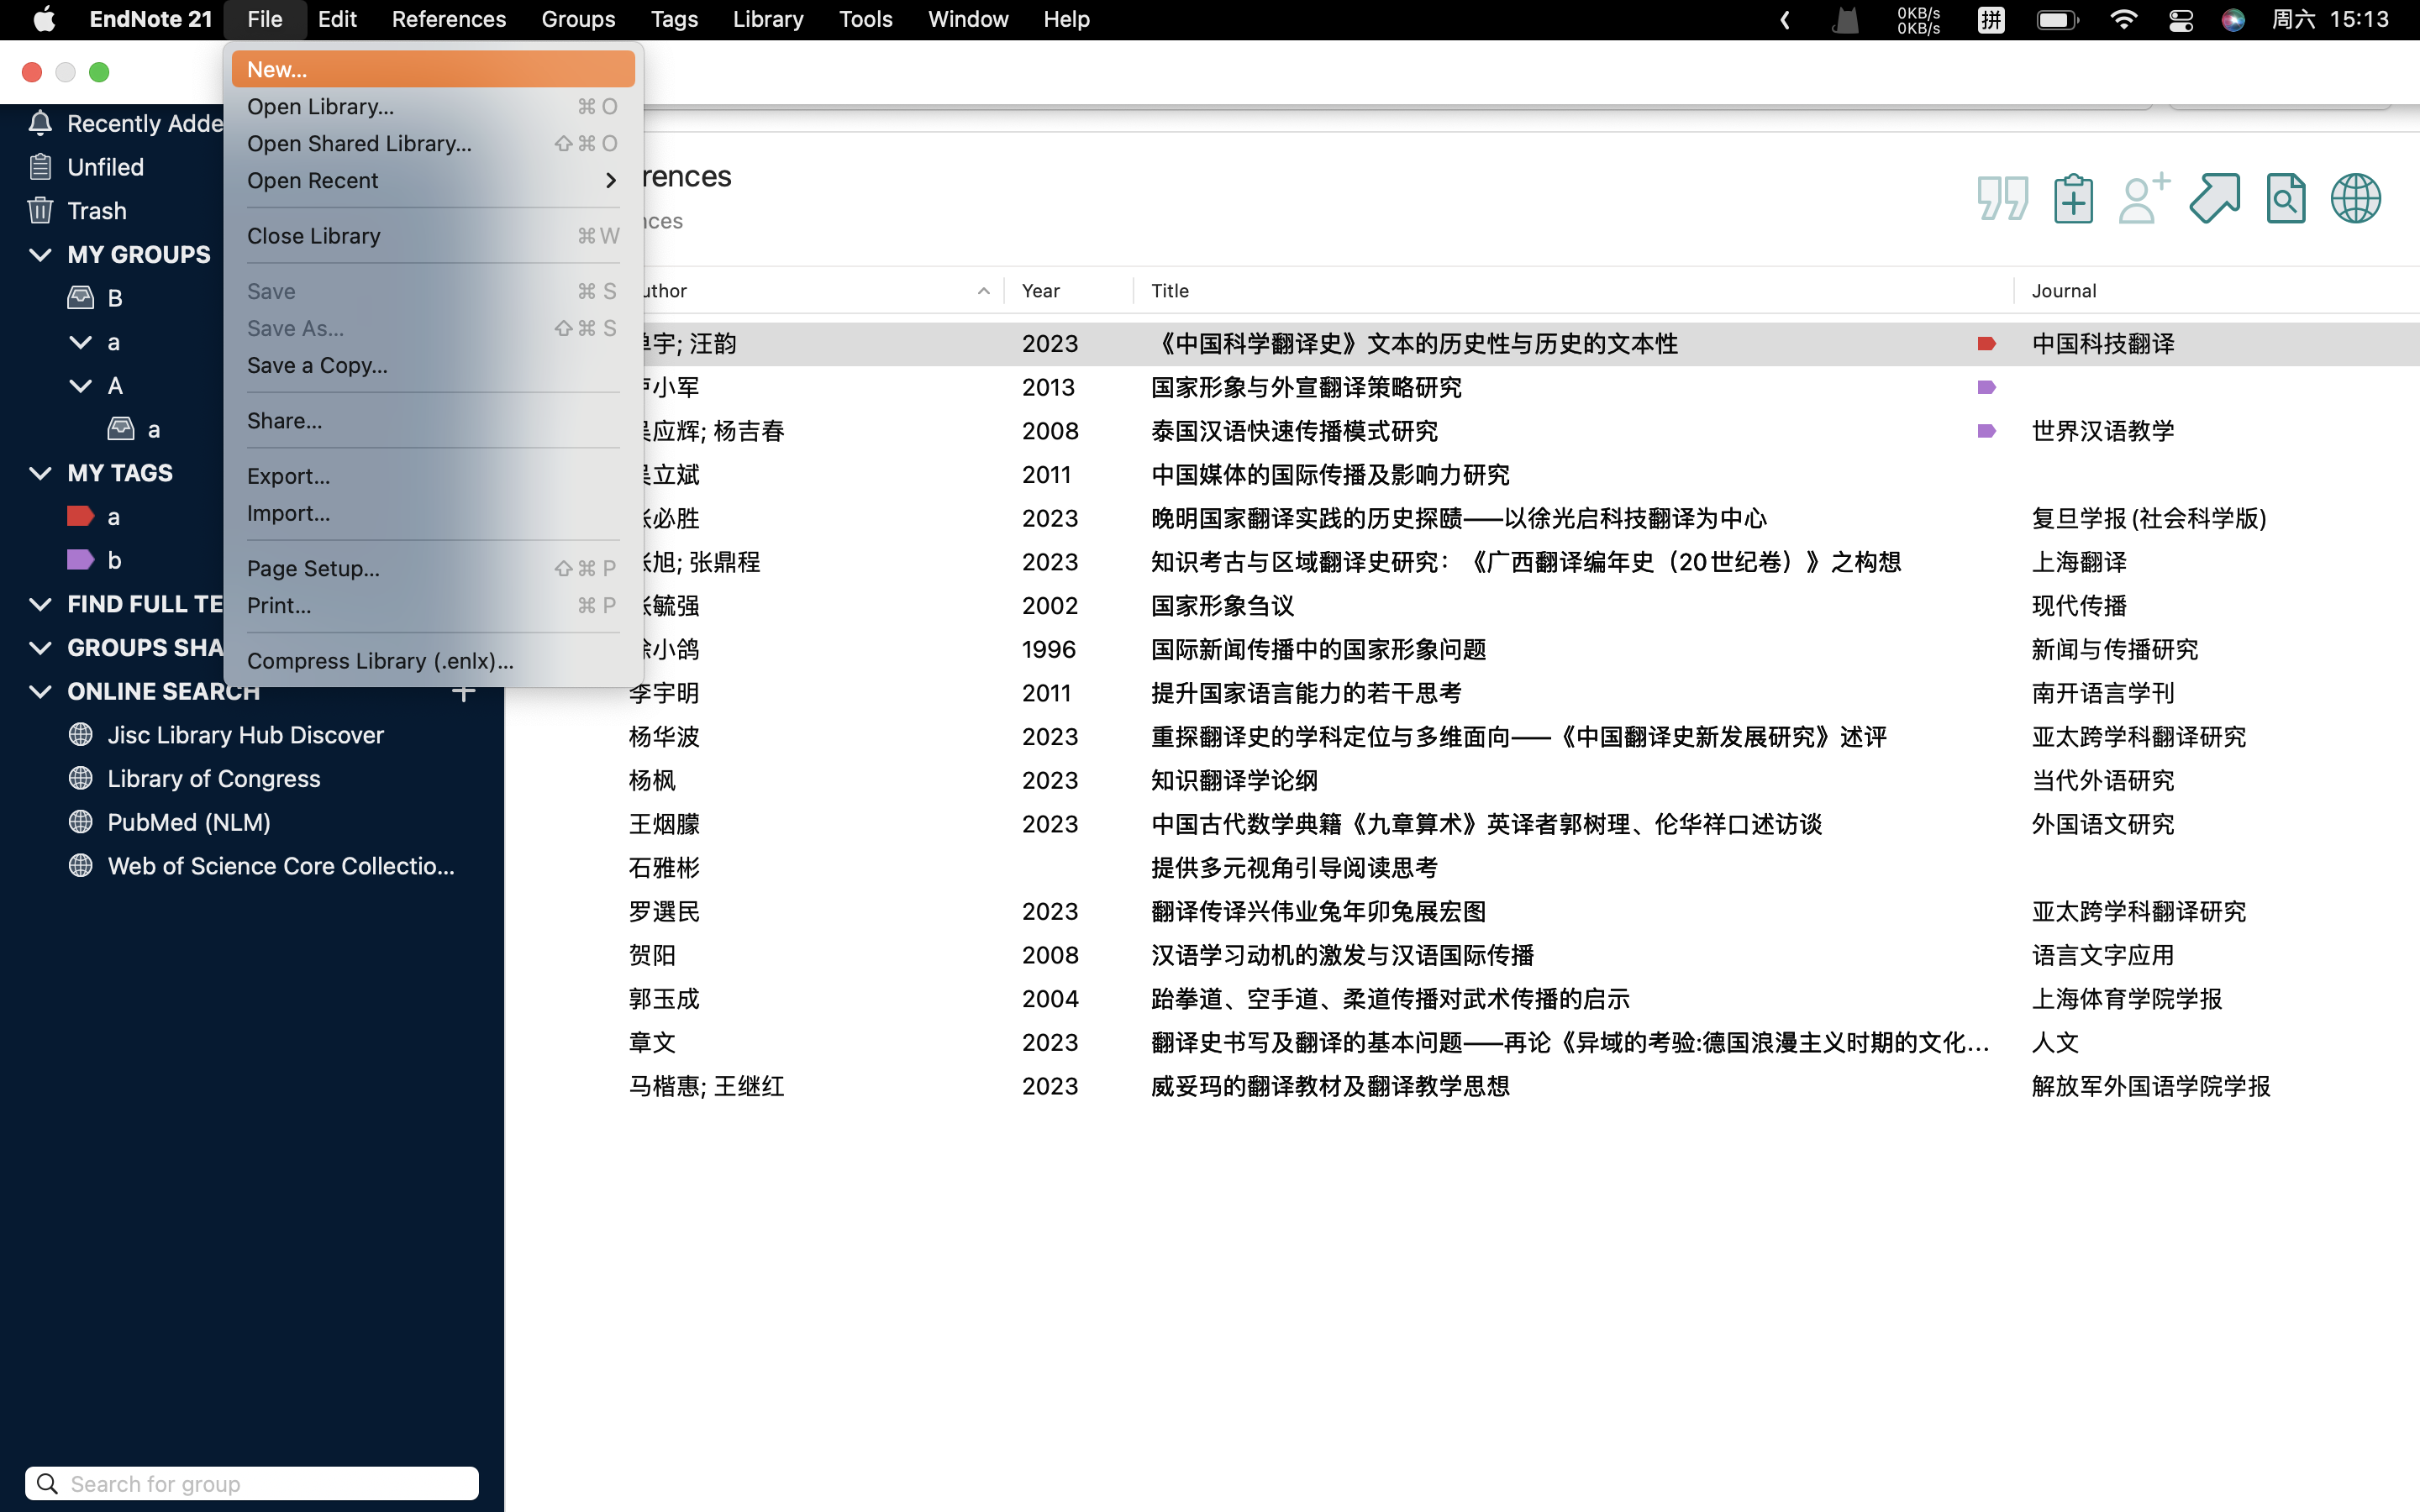 EndNote 21 File Edit References Groups Tags Library Tools Window Help 0KB/s 0KB/s 拼 周六 15:13
New...
Open Library... ⌘ O
Open Shared Library... ⇧ ⌘ O
Open Recent
Close Library ⌘ W
Save ⌘ S
Save As... ⇧ ⌘ S
Save a Copy...
Share...
Export...
Import...
Page Setup... ⇧ ⌘ P
Print... ⌘ P
Compress Library (.enlx)...
Recently Adde
Unfiled
Trash
MY GROUPS
B
a
A
a
MY TAGS
a
b
FIND FULL TE
GROUPS SHA
ONLINE SEARCH
Jisc Library Hub Discover
Library of Congress
PubMed (NLM)
Web of Science Core Collectio...
Search for group
rences
nces
uthor Year Title Journal
宇; 汪韵 2023 《中国科学翻译史》文本的历史性与历史的文本性 中国科技翻译
小军 2013 国家形象与外宣翻译策略研究
应辉; 杨吉春 2008 泰国汉语快速传播模式研究 世界汉语教学
立斌 2011 中国媒体的国际传播及影响力研究
必胜 2023 晚明国家翻译实践的历史探赜——以徐光启科技翻译为中心 复旦学报(社会科学版)
旭; 张鼎程 2023 知识考古与区域翻译史研究：《广西翻译编年史（20世纪卷）》之构想 上海翻译
毓强 2002 国家形象刍议 现代传播
小鸽 1996 国际新闻传播中的国家形象问题 新闻与传播研究
李宇明 2011 提升国家语言能力的若干思考 南开语言学刊
杨华波 2023 重探翻译史的学科定位与多维面向——《中国翻译史新发展研究》述评 亚太跨学科翻译研究
杨枫 2023 知识翻译学论纲 当代外语研究
王烟朦 2023 中国古代数学典籍《九章算术》英译者郭树理、伦华祥口述访谈 外国语文研究
石雅彬 提供多元视角引导阅读思考
罗選民 2023 翻译传译兴伟业兔年卯兔展宏图 亚太跨学科翻译研究
贺阳 2008 汉语学习动机的激发与汉语国际传播 语言文字应用
郭玉成 2004 跆拳道、空手道、柔道传播对武术传播的启示 上海体育学院学报
章文 2023 翻译史书写及翻译的基本问题——再论《异域的考验:德国浪漫主义时期的文化... 人文
马楷惠; 王继红 2023 威妥玛的翻译教材及翻译教学思想 解放军外国语学院学报